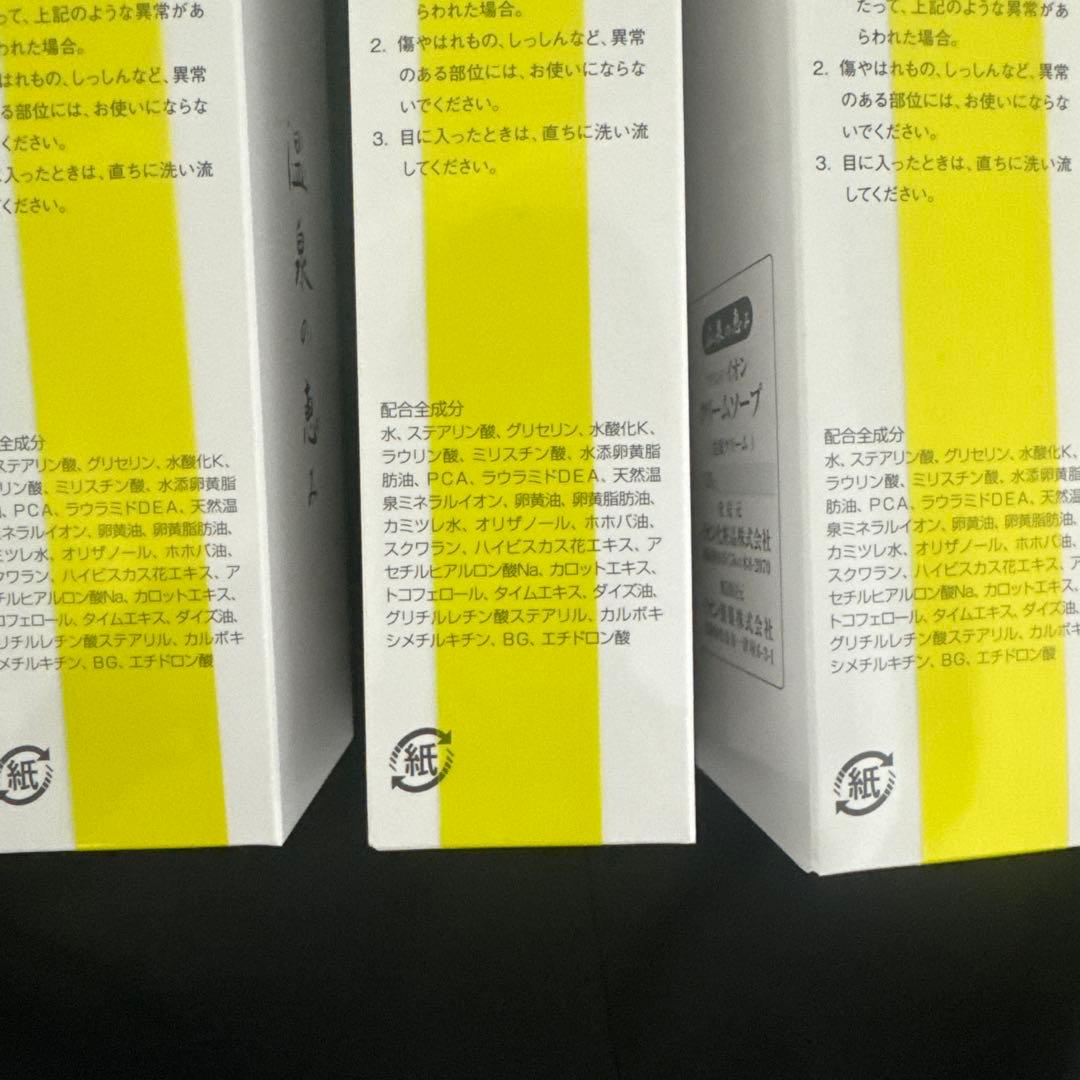 って、上記のような異常があ
われた場合。
はれもの、しっしんなど、異常
る部位には、お使いにならな
ください。
に入ったときは、直ちに洗い流
ください。
全成分
ステアリン酸、グリセリン、水酸化K、
リン酸、ミリスチン酸、水添卵黄脂
、PCA、ラウラミドDEA、天然温
ネラルイオン、卵黄油、卵黄脂肪油、
ミツレ水、オリザノール、ホホバ油、
クワラン、ハイビスカス花エキス、ア
チルヒアルロン酸Na、カロットエキス、
コフェロール、タイムエキス、ダイズ油、
リチルレチン酸ステアリル、カルボキ
メチルキチン、BG、エチドロン酸
紙
温泉の恵み
らわれた場合。
2. 傷やはれもの、しっしんなど、異常
のある部位には、お使いにならな
いでください。
3. 目に入ったときは、直ちに洗い流
してください。
配合全成分
水、ステアリン酸、グリセリン、水酸化K、
ラウリン酸、ミリスチン酸、水添卵黄脂
肪油、PCA、ラウラミドDEA、天然温
泉ミネラルイオン、卵黄油、卵黄脂肪油、
カミツレ水、オリザノール、ホホバ油、
スクワラン、ハイビスカス花エキス、ア
セチルヒアルロン酸Na、カロットエキス、
トコフェロール、タイムエキス、ダイズ油、
グリチルレチン酸ステアリル、カルボキ
シメチルキチン、BG、エチドロン酸
紙
温泉の恵み
イオン
ームソープ
株式会社
株式会社
たって、上記のような異常があ
らわれた場合。
2. 傷やはれもの、しっしんなど、異常
のある部位には、お使いにならな
いでください。
3. 目に入ったときは、直ちに洗い流
してください。
配合全成分
水、ステアリン酸、グリセリン、水酸化K、
ラウリン酸、ミリスチン酸、水添卵黄脂
肪油、PCA、ラウラミドDEA、天然温
泉ミネラルイオン、卵黄油、卵黄脂肪油、
カミツレ水、オリザノール、ホホバ油、
スクワラン、ハイビスカス花エキス、ア
セチルヒアルロン酸Na、カロットエキス、
トコフェロール、タイムエキス、ダイズ油、
グリチルレチン酸ステアリル、カルボキ
シメチルキチン、BG、エチドロン酸
紙